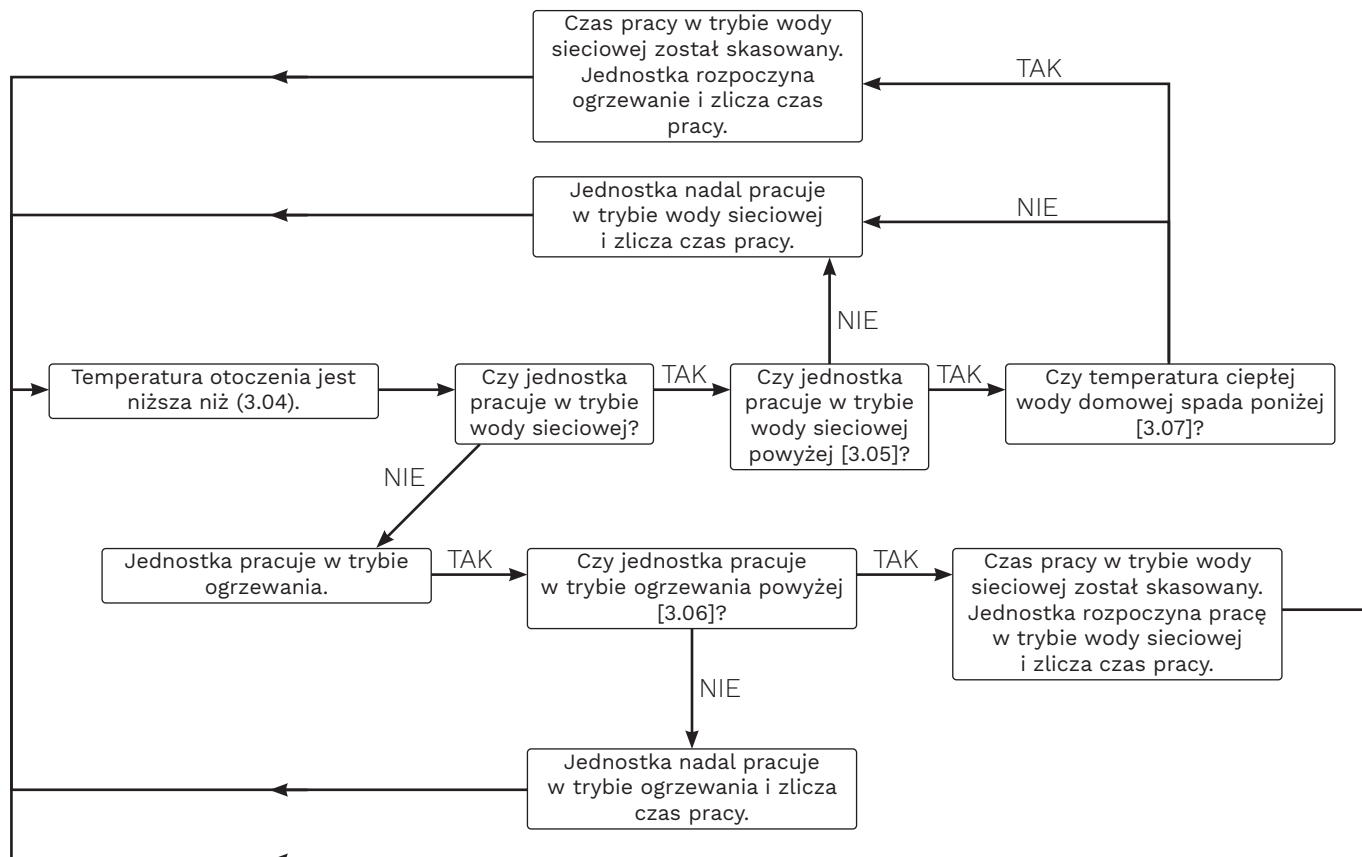 Czas pracy w trybie wody
sieciowej został skasowany.
Jednostka rozpoczyna
ogrzewanie i zlicza czas
pracy.
TAK
Jednostka nadal pracuje
w trybie wody sieciowej
i zlicza czas pracy.
NIE
NIE
Temperatura otoczenia jest
niższa niż (3.04).
Czy jednostka
pracuje w trybie
wody sieciowej?
TAK
Czy jednostka
pracuje w trybie
wody sieciowej
powyżej [3.05]?
TAK
Czy temperatura ciepłej
wody domowej spada poniżej
[3.07]?
NIE
Jednostka pracuje w trybie
ogrzewania.
TAK
Czy jednostka pracuje
w trybie ogrzewania powyżej
[3.06]?
TAK
Czas pracy w trybie wody
sieciowej został skasowany.
Jednostka rozpoczyna pracę
w trybie wody sieciowej
i zlicza czas pracy.
NIE
Jednostka nadal pracuje
w trybie ogrzewania i zlicza
czas pracy.